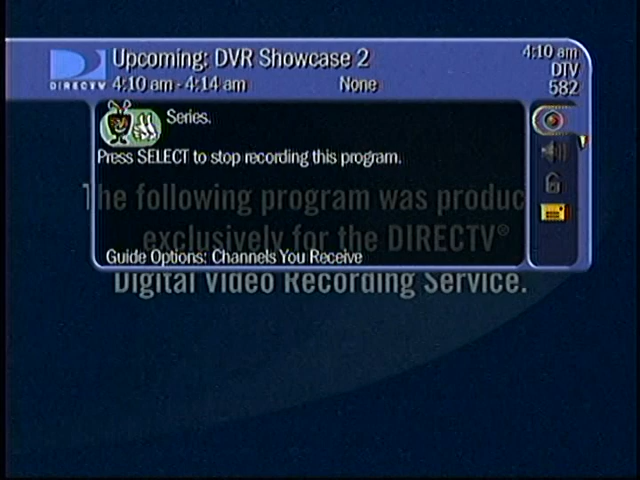 Upcoming: DVR Showcase 2
4:10 am
4:10 am - 4:14 am None
DTV
582
DIRECTV
Series.
Press SELECT to stop recording this program.
The following program was produc
exclusively for the DIRECTV®
Guide Options: Channels You Receive
Digital Video Recording Service.